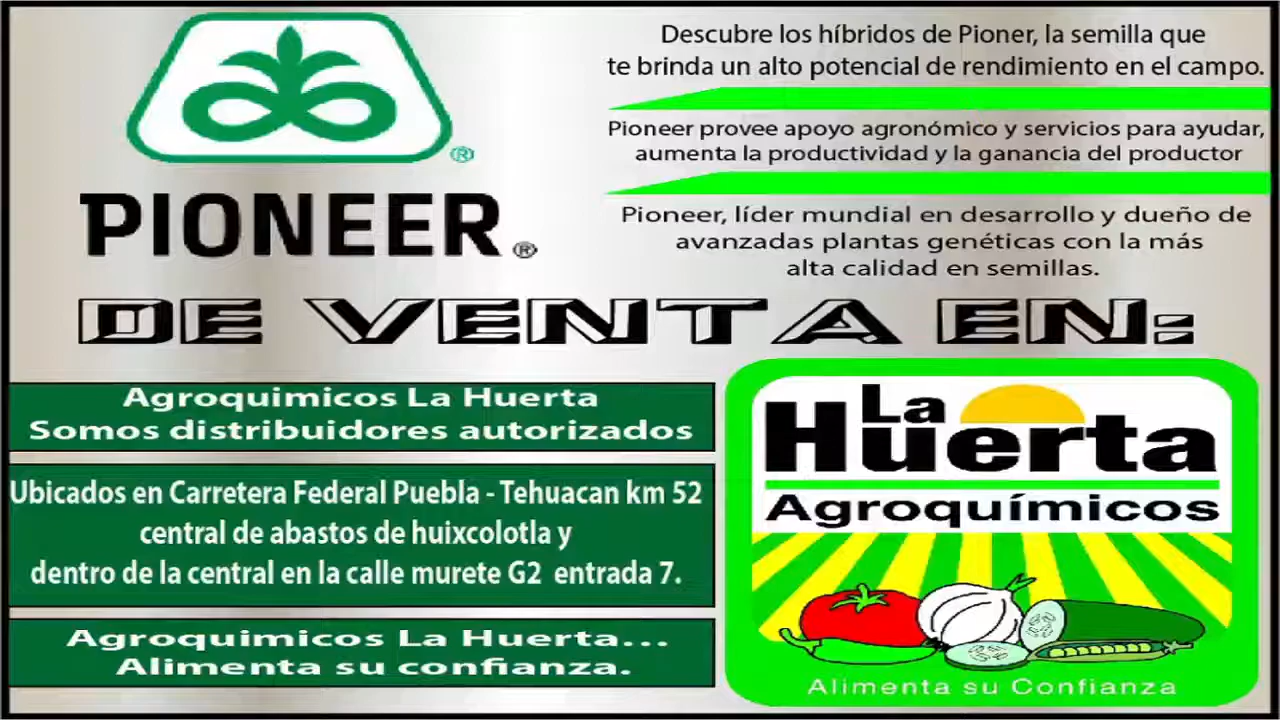 Descubre los híbridos de Pioner, la semilla que
te brinda un alto potencial de rendimiento en el campo.
Pioneer provee apoyo agronómico y servicios para ayudar,
aumenta la productividad y la ganancia del productor
Pioneer, líder mundial en desarrollo y dueño de
avanzadas plantas genéticas con la más
alta calidad en semillas.
®
PIONEER®
DE VENTA EN:
Agroquimicos La Huerta
Somos distribuidores autorizados
Ubicados en Carretera Federal Puebla - Tehuacan km 52
central de abastos de huixcolotla y
dentro de la central en la calle murete G2 entrada 7.
Agroquimicos La Huerta...
Alimenta su confianza.
La
Huerta
Agroquímicos
Alimenta su Confianza